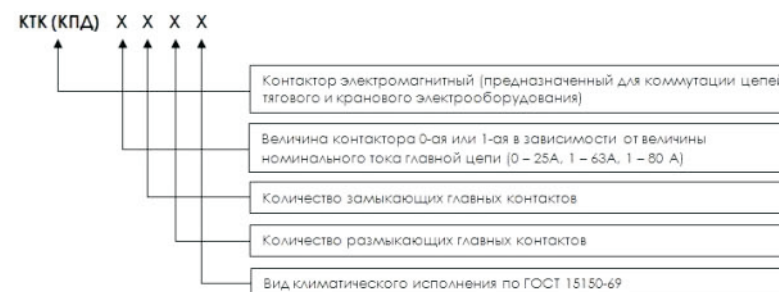 КТК (КПД) Х Х Х Х
Контактор электромагнитный (предназначенный для коммутации цепей
тягового и кранового электрооборудования)
Величина контактора 0-ая или 1-ая в зависимости от величины
номинального тока главной цепи (0 – 25А, 1 – 63А, 1 – 80 А)
Количество замыкающих главных контактов
Количество размыкающих главных контактов
Вид климатического исполнения по ГОСТ 15150-69